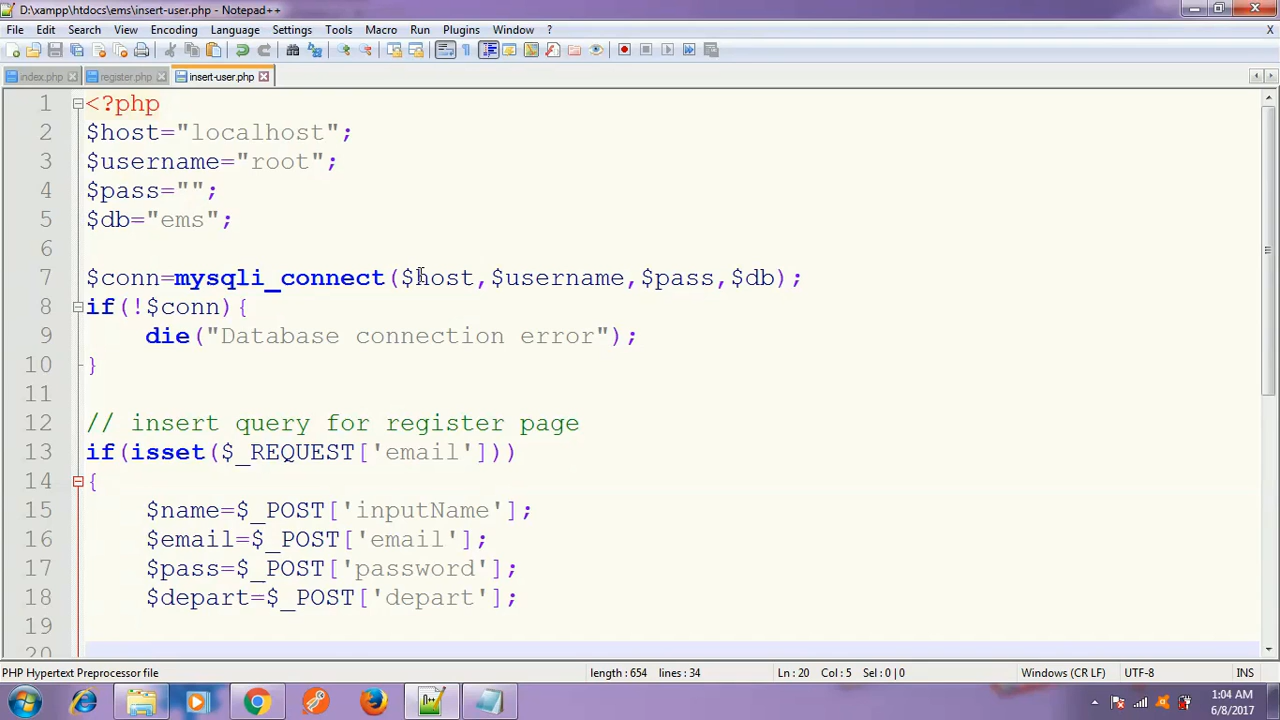 D:\xampp\htdocs\ems\insert-user.php - Notepad++
File Edit Search View Encoding Language Settings Tools Macro Run Plugins Window ? X
index.php register.php insert-user.php
1 <?php
2 $host="localhost";
3 $username="root";
4 $pass="";
5 $db="ems";
6
7 $conn=mysqli_connect($host,$username,$pass,$db);
8 if(!$conn){
9 die("Database connection error");
10 }
11
12 // insert query for register page
13 if(isset($_REQUEST['email']))
14 {
15 $name=$_POST['inputName'];
16 $email=$_POST['email'];
17 $pass=$_POST['password'];
18 $depart=$_POST['depart'];
19
20
PHP Hypertext Preprocessor file length : 654 lines : 34 Ln : 20 Col : 5 Sel : 0 | 0 Windows (CR LF) UTF-8 INS
1:04 AM
6/8/2017